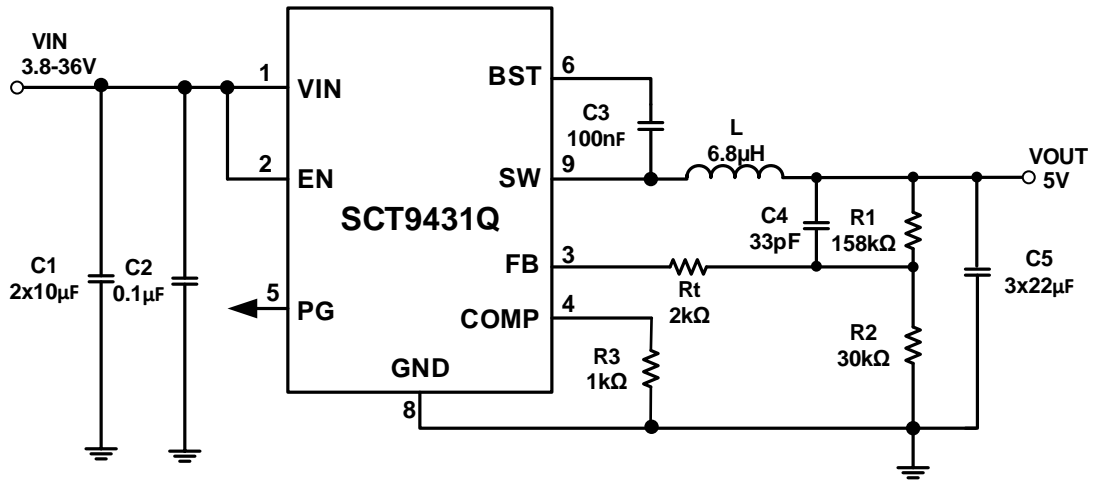 VIN
3.8-36V
1
VIN
2
EN
C1
2x10µF
C2
0.1µF
5
PG
SCT9431Q
GND
8
BST
6
C3
100nF
SW
9
L
6.8µH
VOUT
5V
C4
33pF
R1
158kΩ
C5
3x22µF
FB
3
Rt
2kΩ
COMP
4
R3
1kΩ
R2
30kΩ